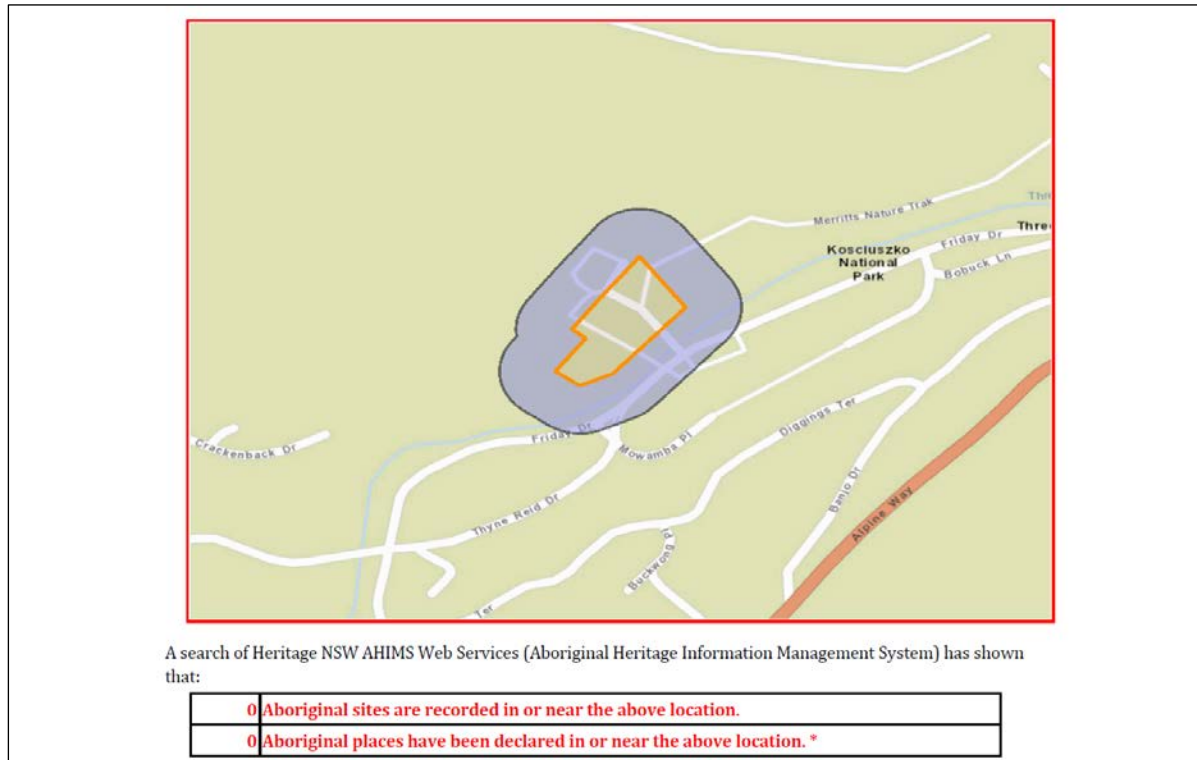 Merritts Nature Trak
Kosciuszko
National
Park
Friday Dr
Bobuck Ln
Crackenback Dr
Friday Dr
Mowamba Pl
Diggings Ter
Thyne Reid Dr
Banjo Dr
Alpine Way
Buckwong Pl
Ter
A search of Heritage NSW AHIMS Web Services (Aboriginal Heritage Information Management System) has shown
that:
0 Aboriginal sites are recorded in or near the above location.
0 Aboriginal places have been declared in or near the above location. *